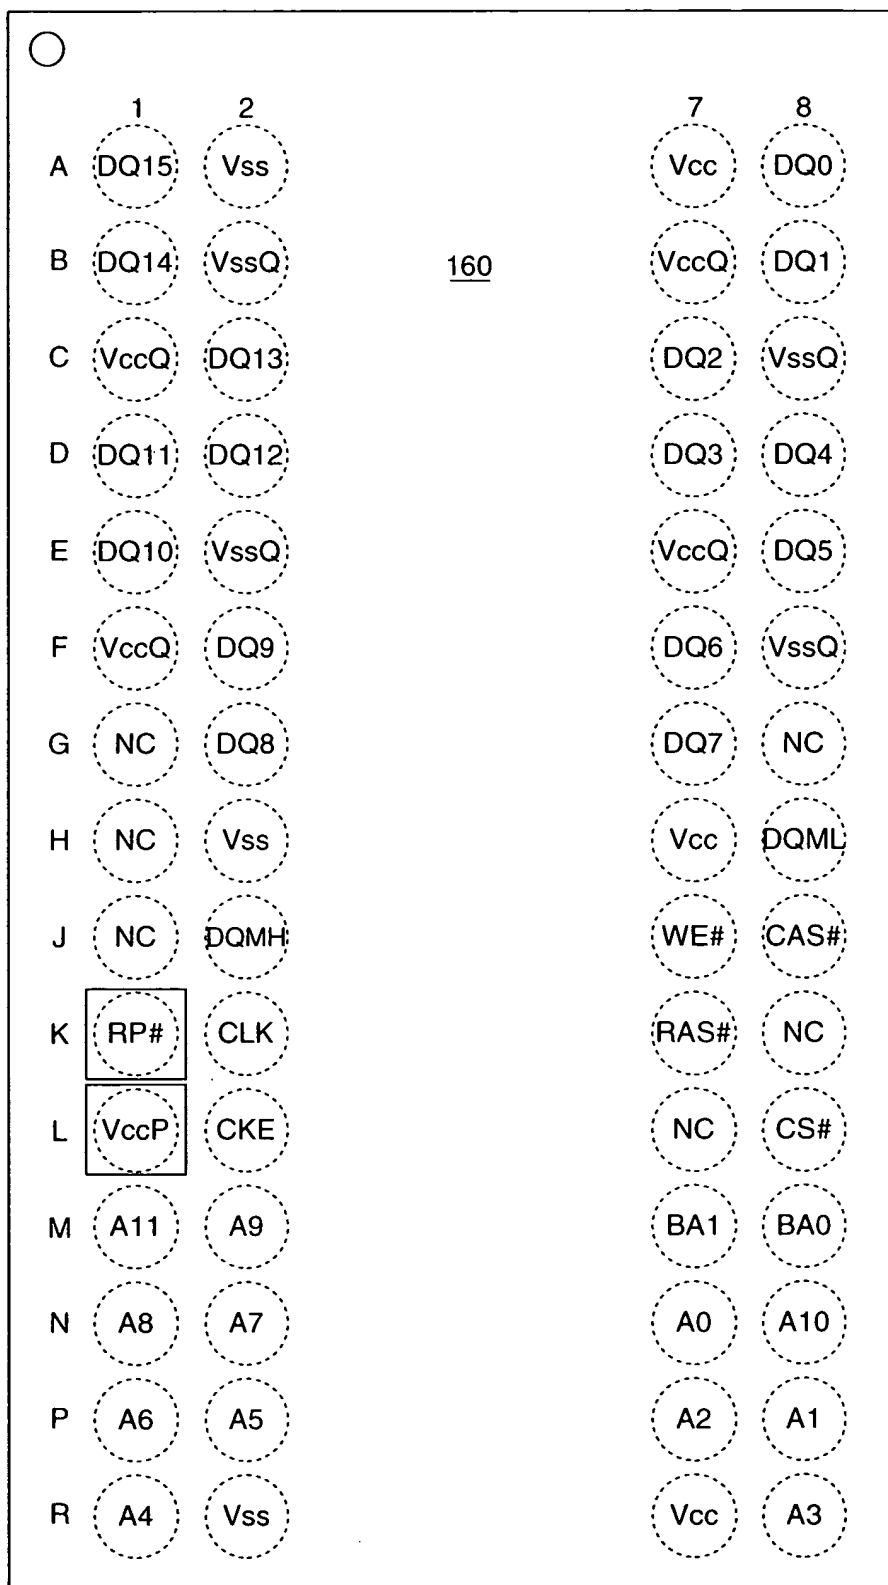 1 2 7 8
A DQ15 Vss Vcc DQ0
B DQ14 VssQ 160 VccQ DQ1
C VccQ DQ13 DQ2 VssQ
D DQ11 DQ12 DQ3 DQ4
E DQ10 VssQ VccQ DQ5
F VccQ DQ9 DQ6 VssQ
G NC DQ8 DQ7 NC
H NC Vss Vcc DQML
J NC DQMH WE# CAS#
K RP# CLK RAS# NC
L VccP CKE NC CS#
M A11 A9 BA1 BA0
N A8 A7 A0 A10
P A6 A5 A2 A1
R A4 Vss Vcc A3